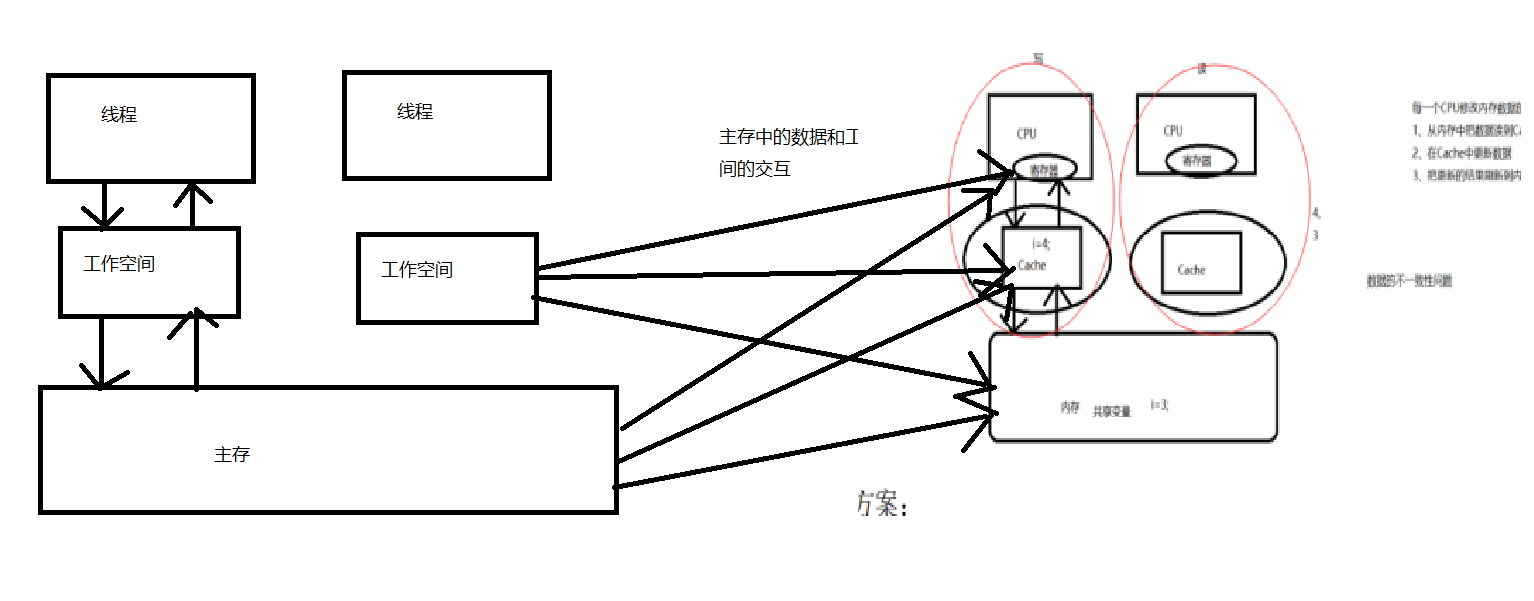 线程
线程
工作空间
工作空间
主存
主存中的数据和工
间的交互
写
读
CPU
寄存器
CPU
寄存器
i=4;
Cache
Cache
内存 共享变量 i=3;
每一个CPU修改内存数据的
1、从内存中把数据读到Ca
2、在Cache中更新数据
3、把更新的结果刷新到内
4,
3
数据的不一致性问题
方案：